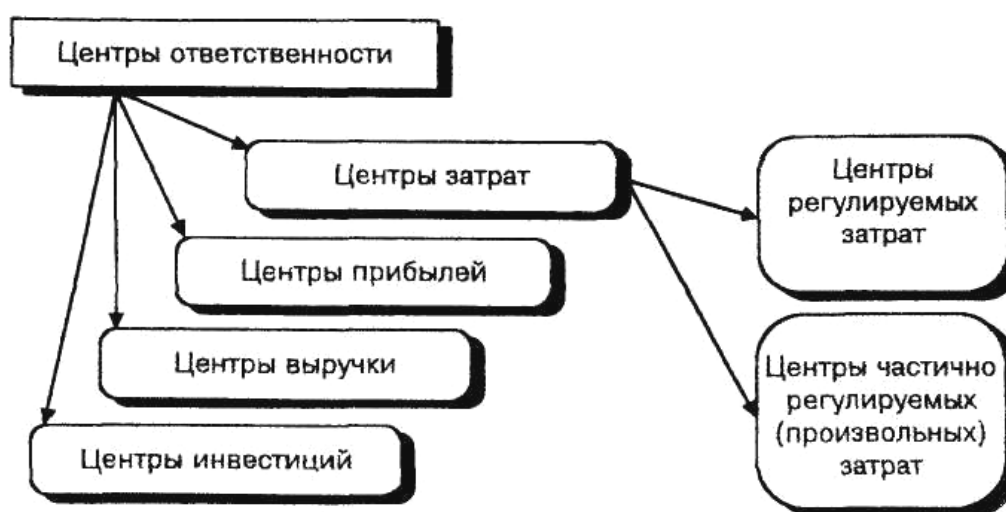 Центры ответственности
Центры затрат
Центры прибылей
Центры выручки
Центры инвестиций
Центры
регулируемых
затрат
Центры частично
регулируемых
(произвольных)
затрат